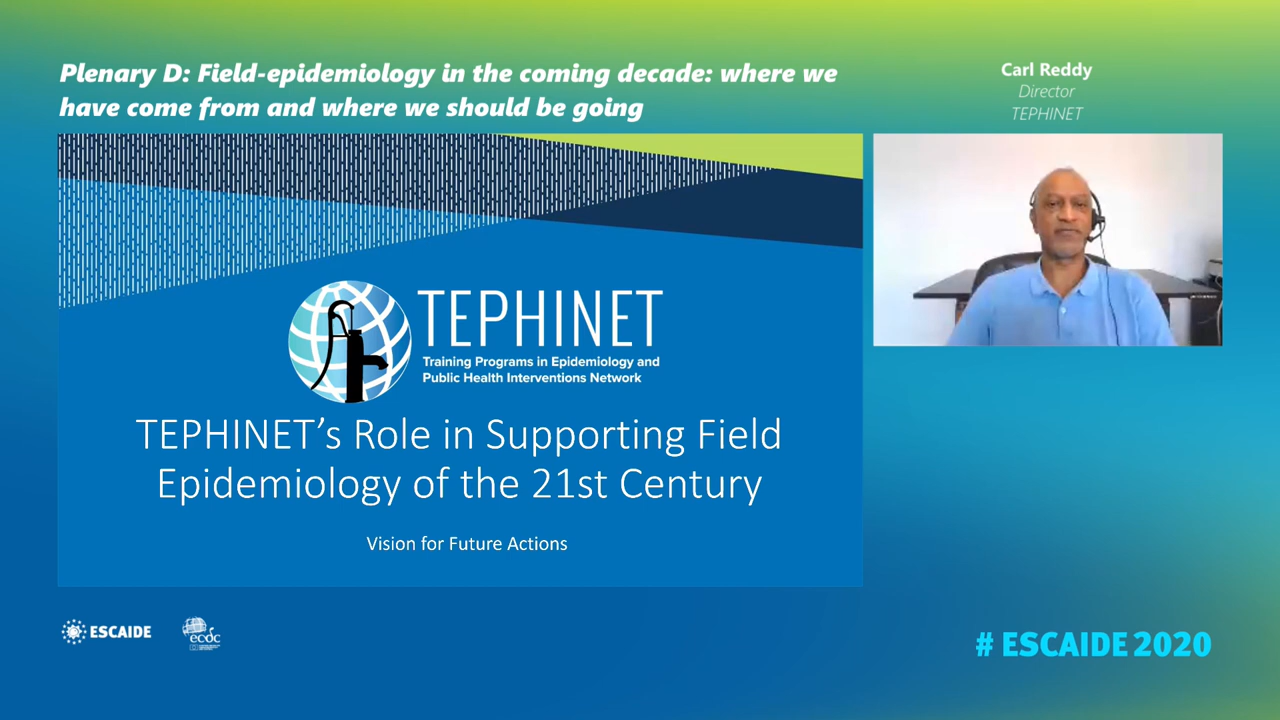 Plenary D: Field-epidemiology in the coming decade: where we
have come from and where we should be going
Carl Reddy
Director
TEPHINET
TEPHINET
Training Programs in Epidemiology and
Public Health Interventions Network
TEPHINET's Role in Supporting Field
Epidemiology of the 21st Century
Vision for Future Actions
ESCAIDE
ecdc
# ESCAIDE 2020